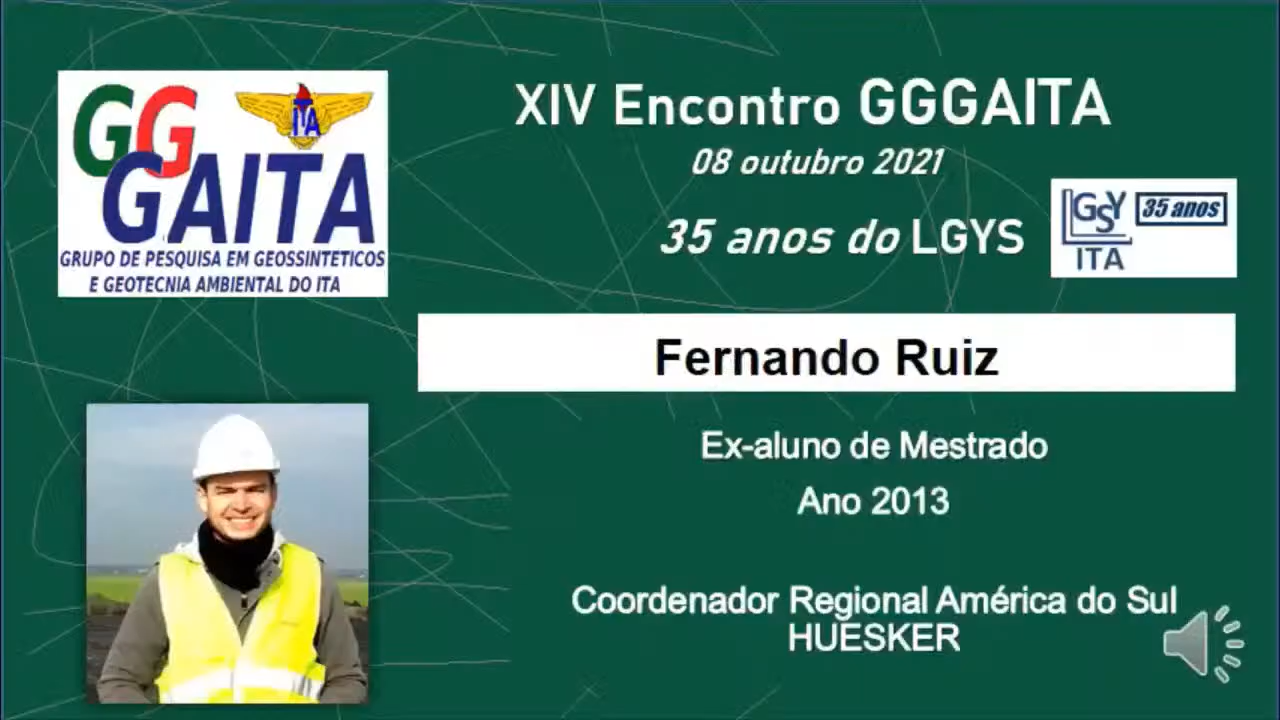 GG
GAITA
ITA
GRUPO DE PESQUISA EM GEOSSINTETICOS
E GEOTECNIA AMBIENTAL DO ITA
XIV Encontro GGGAITA
08 outubro 2021
35 anos do LGYS
LGSY
ITA
35 anos
Fernando Ruiz
Ex-aluno de Mestrado
Ano 2013
Coordenador Regional América do Sul
HUESKER